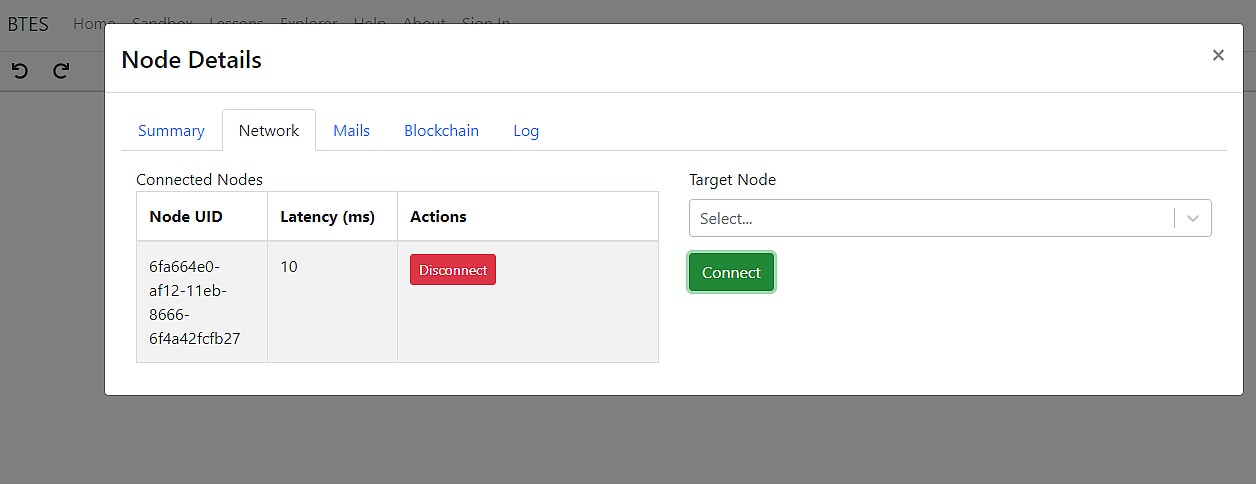 BTES Home Sandbox Lessons Explorer Help About Sign In
Node Details ×
Summary Network Mails Blockchain Log
Connected Nodes
Node UID Latency (ms) Actions
6fa664e0-
af12-11eb-
8666-
6f4a42fcfb27
10
Disconnect
Target Node
Select...
Connect